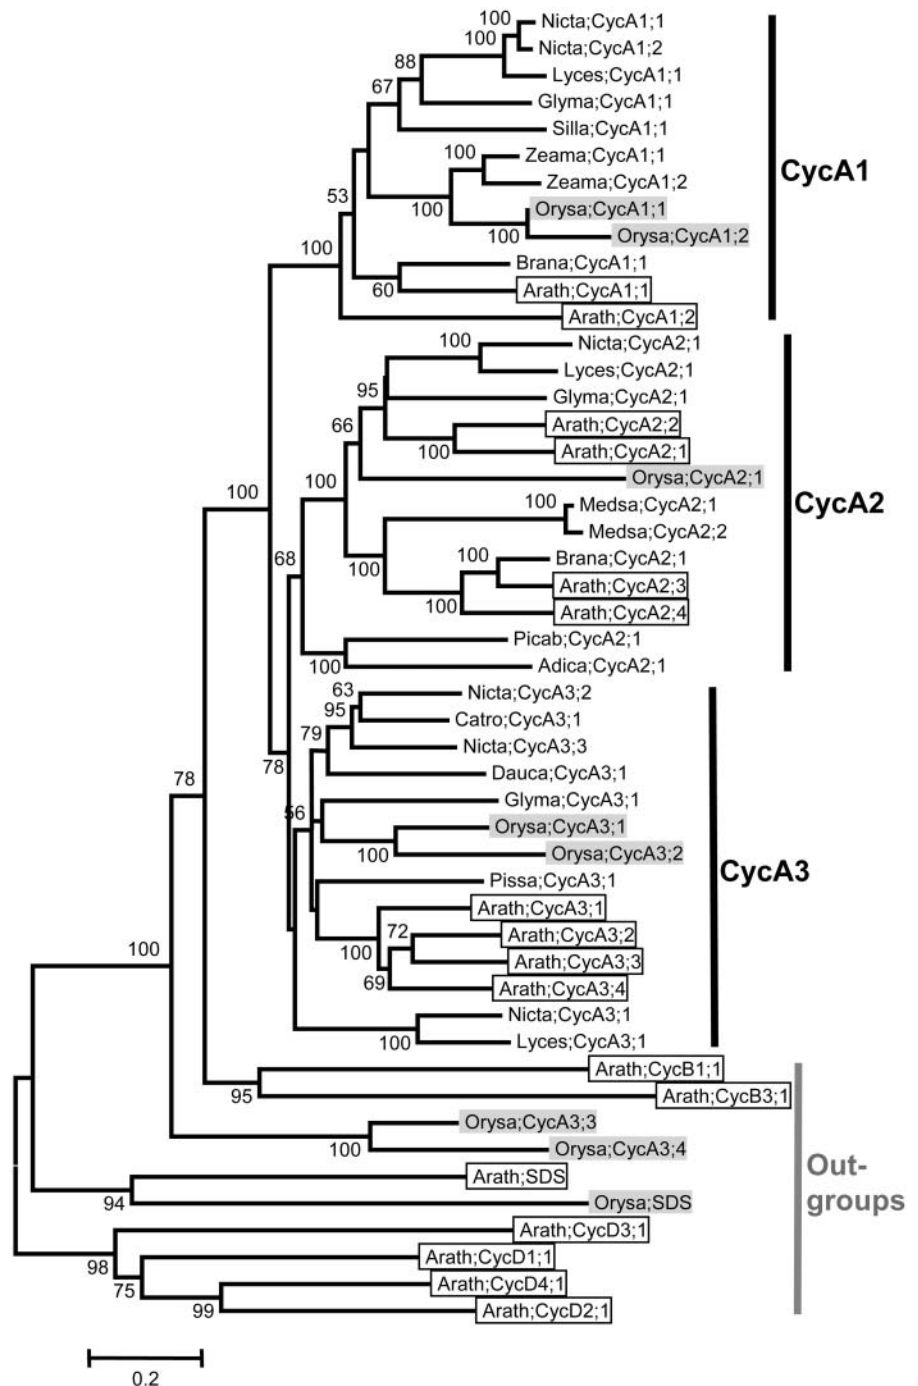 100 Nicta;CycA1;1
100 Nicta;CycA1;2
88 Lyces;CycA1;1
67 Glyma;CycA1;1
Silla;CycA1;1
100 Zeama;CycA1;1
Zeama;CycA1;2
CycA1
53 100 Orysa;CycA1;1
100 Orysa;CycA1;2
100 Brana;CycA1;1
60 Arath;CycA1;1
Arath;CycA1;2
100 Nicta;CycA2;1
Lyces;CycA2;1
95 Glyma;CycA2;1
66 Arath;CycA2;2
100 Arath;CycA2;1
100 Orysa;CycA2;1
100 100 Medsa;CycA2;1
CycA2
Medsa;CycA2;2
68 100 100 Brana;CycA2;1
Arath;CycA2;3
100 Arath;CycA2;4
Picab;CycA2;1
100 Adica;CycA2;1
63 Nicta;CycA3;2
95 Catro;CycA3;1
79 Nicta;CycA3;3
78 78 Dauca;CycA3;1
56 Glyma;CycA3;1
Orysa;CycA3;1
100 Orysa;CycA3;2
CycA3
Pissa;CycA3;1
Arath;CycA3;1
72 Arath;CycA3;2
100 100 Arath;CycA3;3
69 Arath;CycA3;4
Nicta;CycA3;1
100 Lyces;CycA3;1
Arath;CycB1;1
95 Arath;CycB3;1
Orysa;CycA3;3
100 Orysa;CycA3;4
Out-
groups
Arath;SDS
94 Orysa;SDS
Arath;CycD3;1
98 Arath;CycD1;1
75 Arath;CycD4;1
99 Arath;CycD2;1
0.2